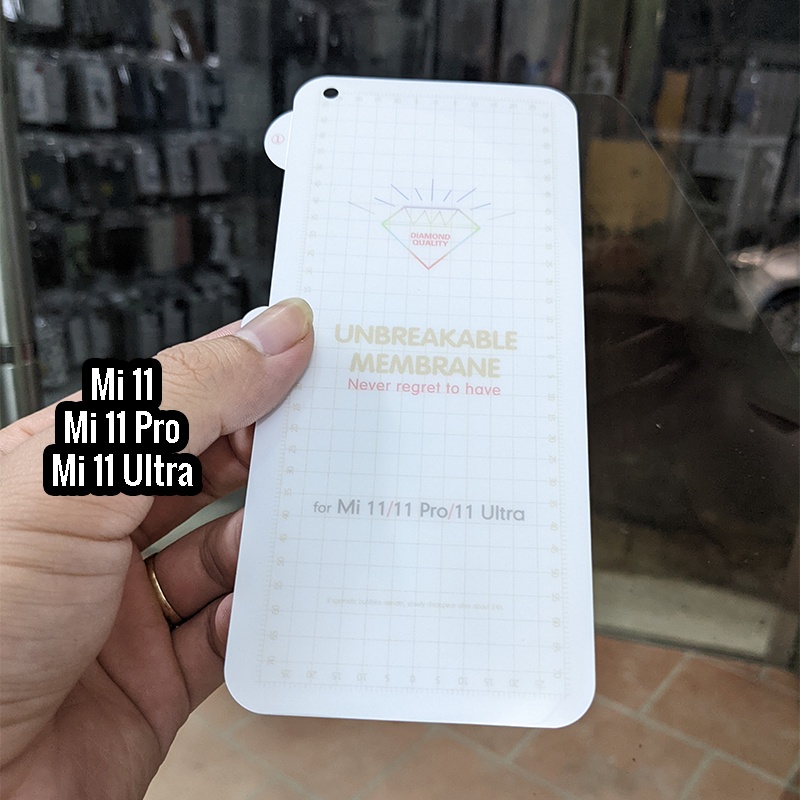 ①
DIAMOND
QUALITY
UNBREAKABLE
MEMBRANE
Never regret to have
Mi 11
Mi 11 Pro
Mi 11 Ultra
for Mi 11/11 Pro/11 Ultra